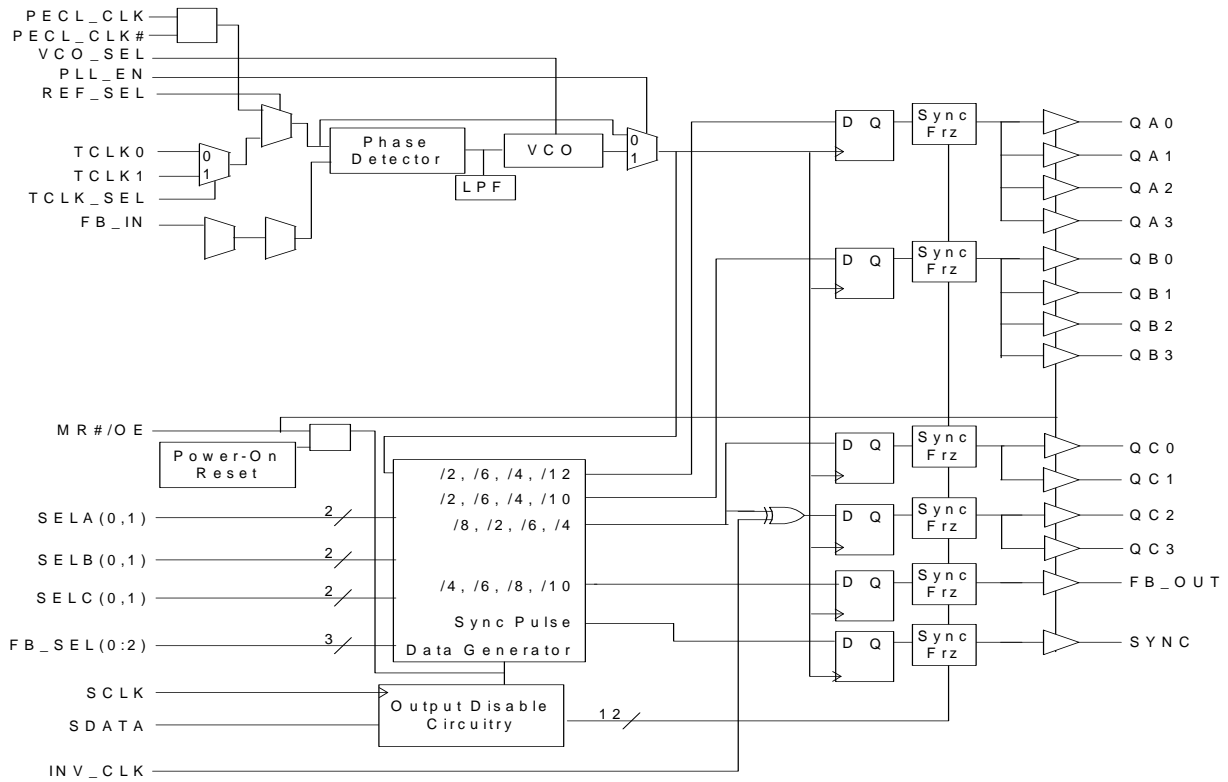 PECL_CLK
PECL_CLK#
VCO_SEL
PLL_EN
REF_SEL
TCLK0
TCLK1
TCLK_SEL
FB_IN
0
1
Phase
Detector
LPF
VCO
0
1
D Q
Sync
Frz
QA0
QA1
QA2
QA3
D Q
Sync
Frz
QB0
QB1
QB2
QB3
MR#/OE
Power-On
Reset
SELA(0,1)
2
SELB(0,1)
2
SELC(0,1)
2
FB_SEL(0:2)
3
/2, /6, /4, /12
/2, /6, /4, /10
/8, /2, /6, /4
/4, /6, /8, /10
Sync Pulse
Data Generator
D Q
Sync
Frz
QC0
QC1
D Q
Sync
Frz
QC2
QC3
D Q
Sync
Frz
FB_OUT
D Q
Sync
Frz
SYNC
SCLK
SDATA
Output Disable
Circuitry
12
INV_CLK